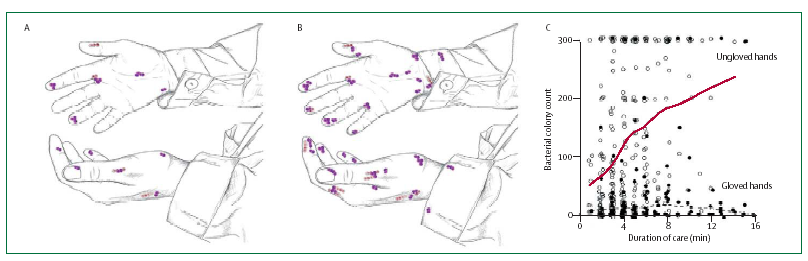 A
B
C
300
200
100
0
Bacterial colony count
Ungloved hands
Gloved hands
0
4
8
12
16
Duration of care (min)